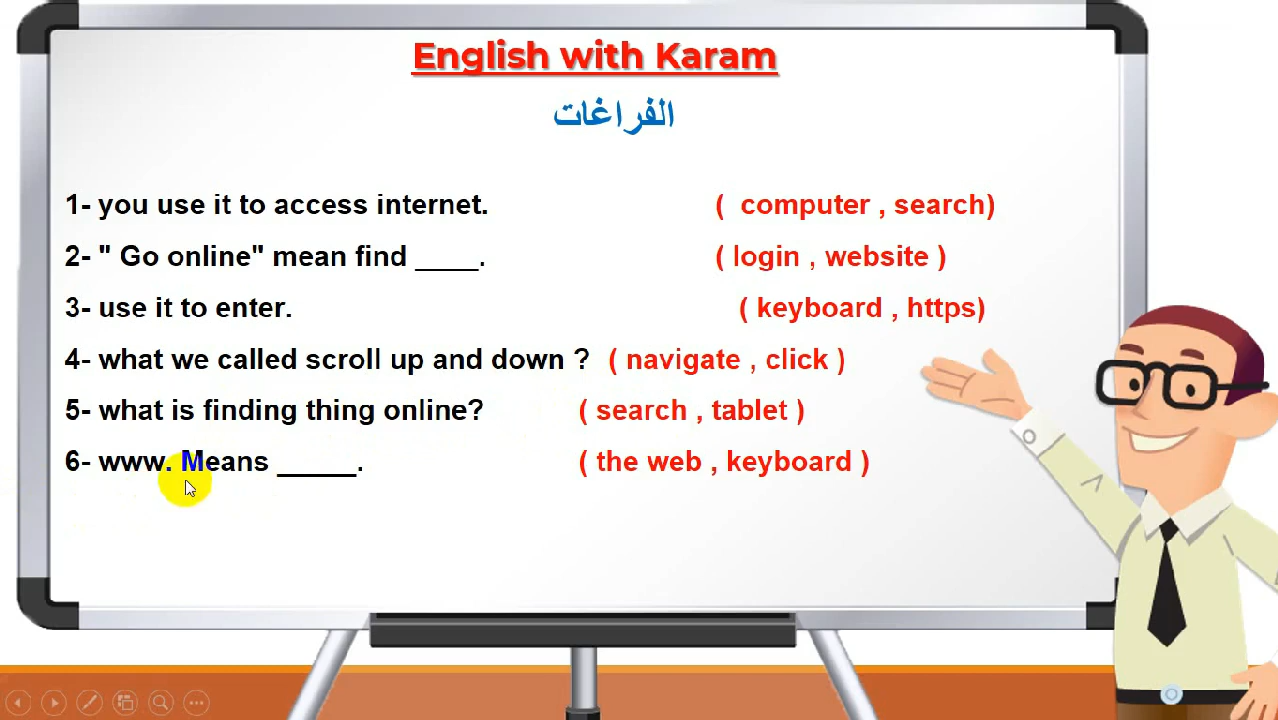 English with Karam
الفراغات
1- you use it to access internet. ( computer , search)
2- " Go online" mean find ____. ( login , website )
3- use it to enter. ( keyboard , https)
4- what we called scroll up and down ? ( navigate , click )
5- what is finding thing online? ( search , tablet )
6- www. Means _____. ( the web , keyboard )